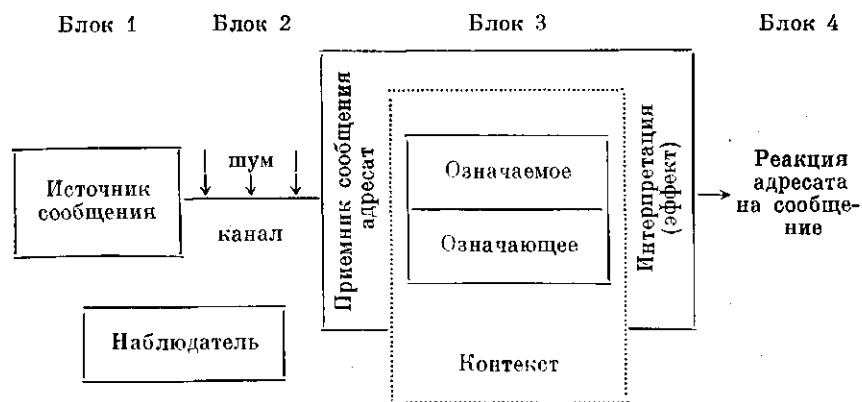 Блок 1
Блок 2
Блок 3
Блок 4
Источник
сообщения
шум
канал
Приемник сообщения
адресат
Означаемое
Означающее
Интерпретация
(эффект)
Реакция
адресата
на сообще-
ние
Наблюдатель
Контекст